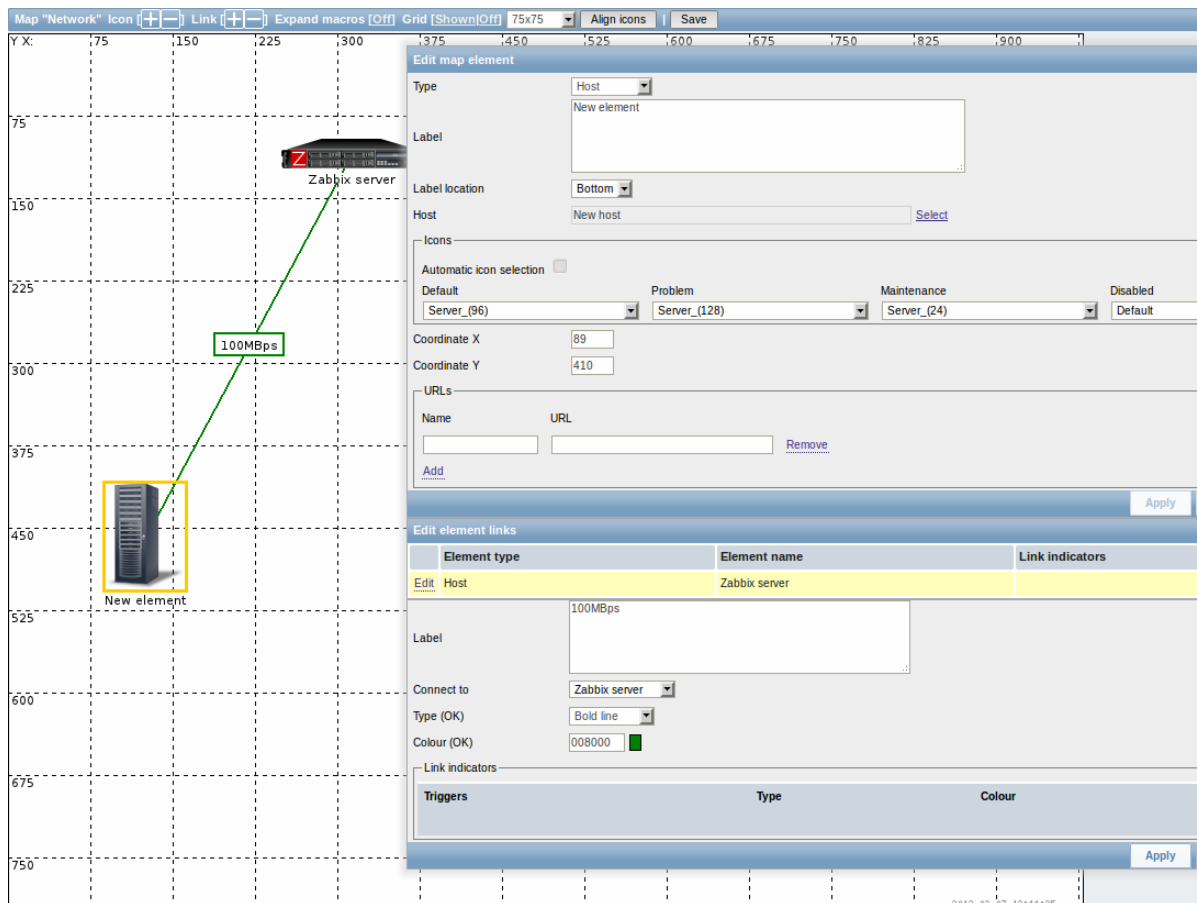 Map "Network" Icon [+|−] Link [+|−] Expand macros [Off] Grid [Shown|Off] 75x75 Align icons | Save
Y X: 75 150 225 300 375 450 525 600 675 750 825 900
Edit map element
Type Host
New element
75
Label
Zabbix server
Label location Bottom
150
Host New host Select
Icons
Automatic icon selection
225
Default Problem Maintenance Disabled
Server_(96) Server_(128) Server_(24) Default
Coordinate X 89
100MBps
Coordinate Y 410
300
URLs
Name URL
375
Remove
Add
Apply
450
Edit element links
Element type Element name Link indicators
Edit Host Zabbix server
New element
100MBps
525
Label
Connect to Zabbix server
600
Type (OK) Bold line
Colour (OK) 008000
Link indicators
675
Triggers Type Colour
Apply
750